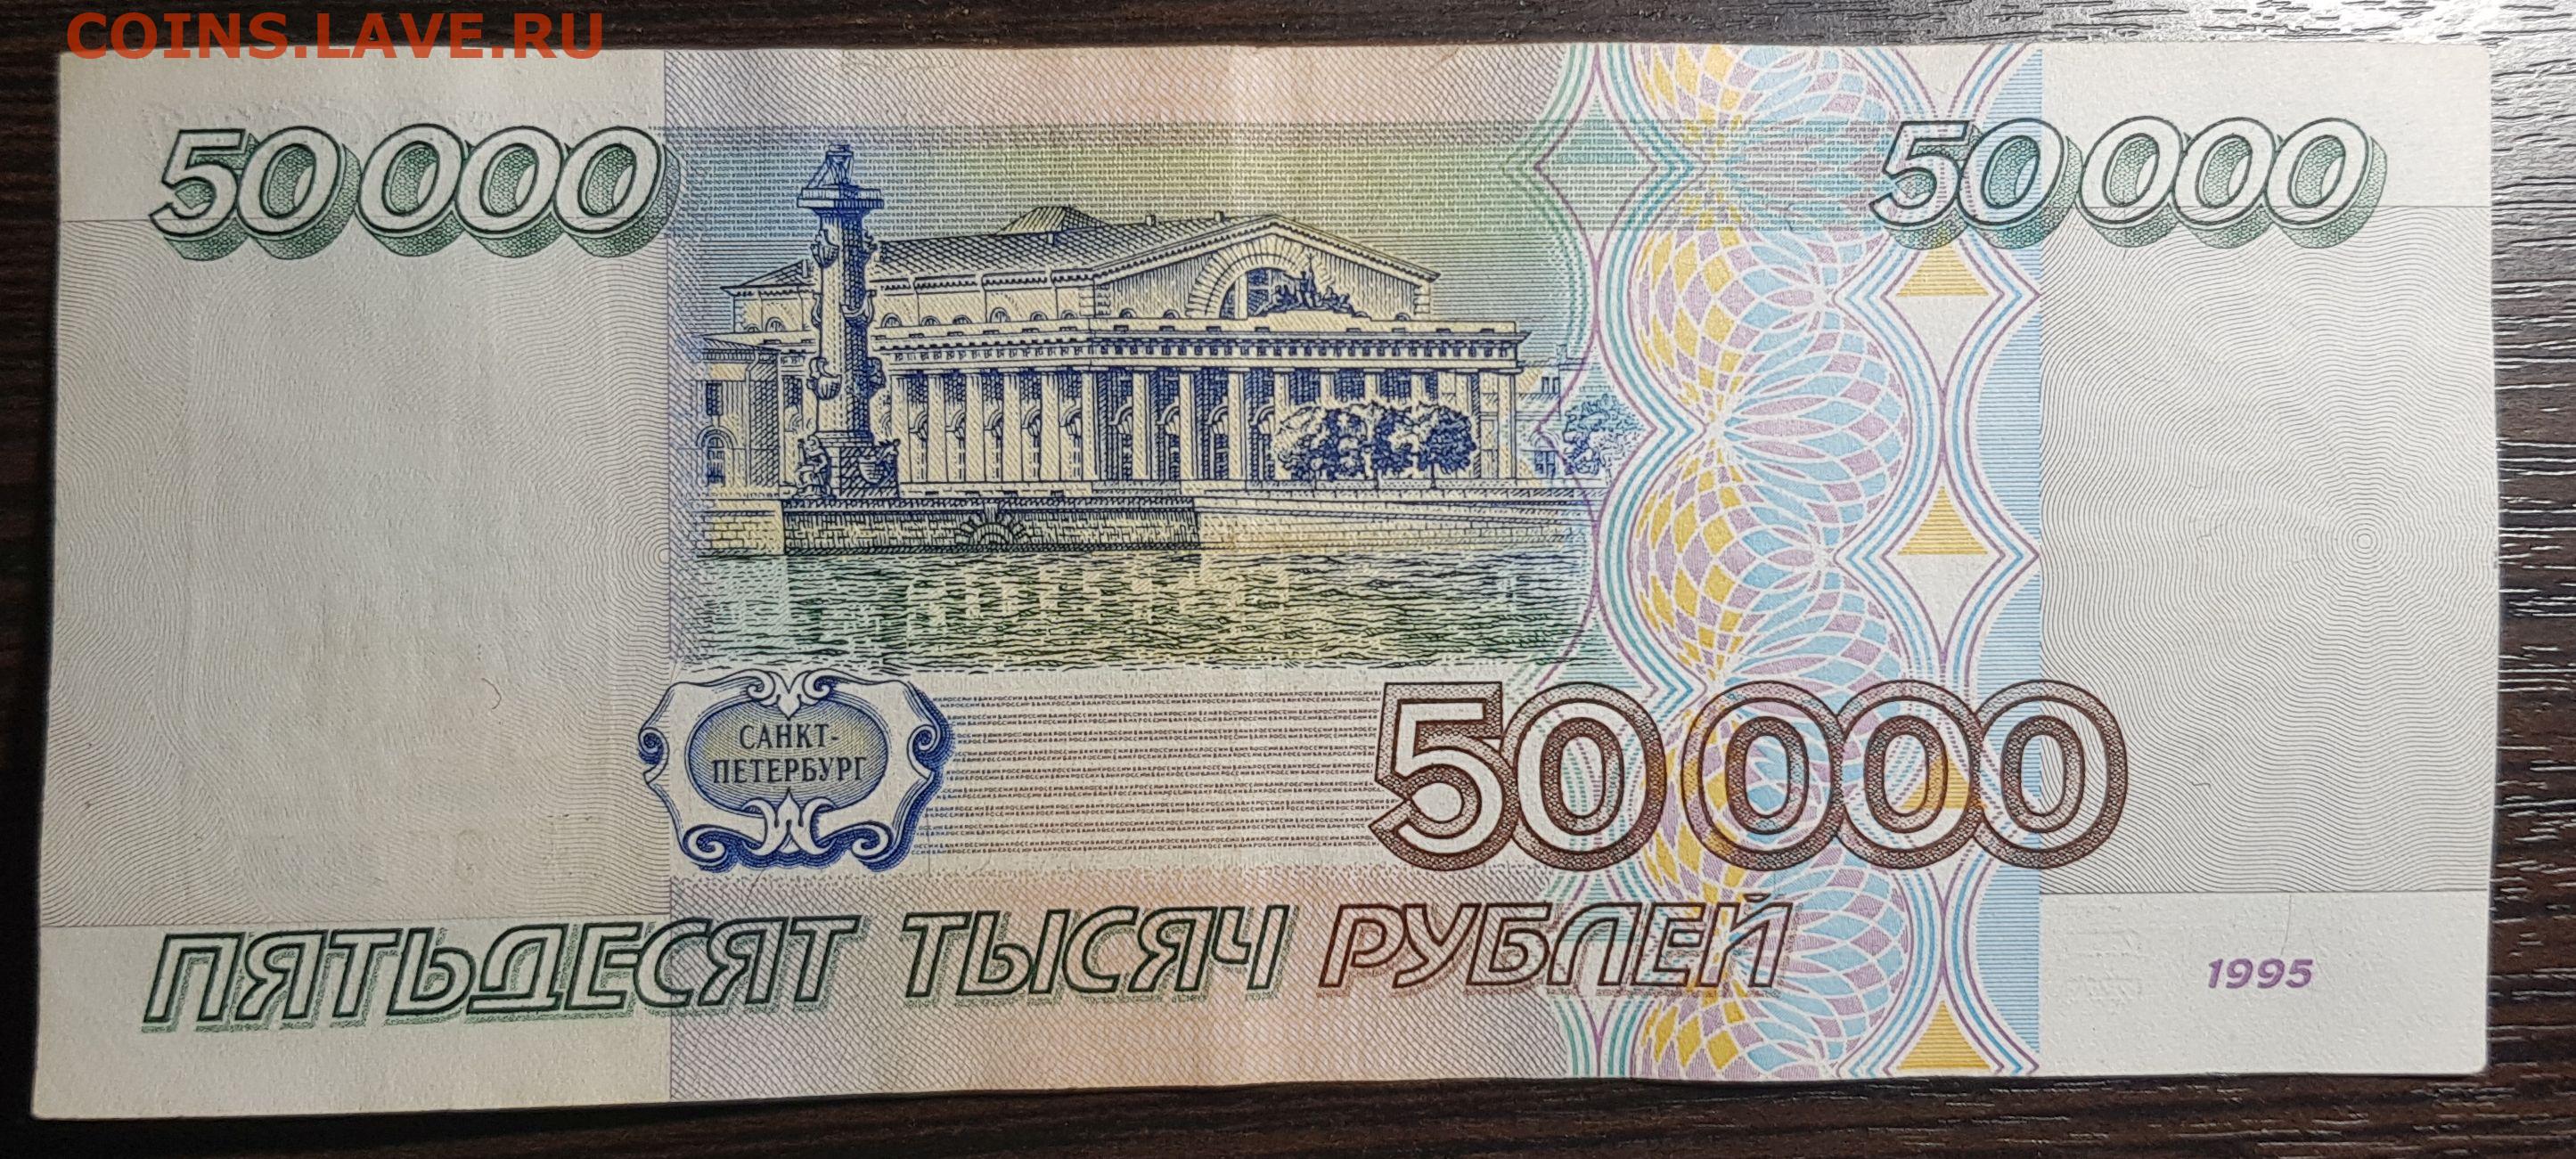 COINS.LAVE.RU
50 000 50 000
САНКТ-
ПЕТЕРБУРГ
50 000
ПЯТЬДЕСЯТ ТЫСЯЧ РУБЛЕЙ
1995